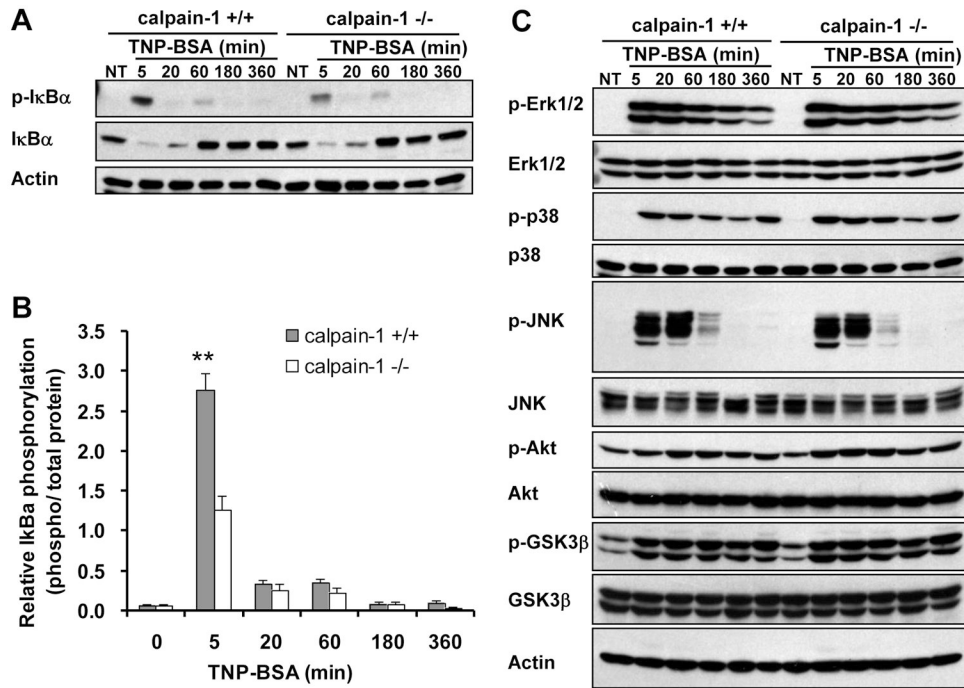 A
calpain-1 +/+ calpain-1 -/-
TNP-BSA (min) TNP-BSA (min)
NT 5 20 60 180 360 NT 5 20 60 180 360
p-IκBα
IκBα
Actin
B
Relative IkBa phosphorylation
(phospho/ total protein)
3.5
3.0
2.5
2.0
1.5
1.0
0.5
0.0
**
calpain-1 +/+
calpain-1 -/-
0 5 20 60 180 360
TNP-BSA (min)
C
calpain-1 +/+ calpain-1 -/-
TNP-BSA (min) TNP-BSA (min)
NT 5 20 60 180 360 NT 5 20 60 180 360
p-Erk1/2
Erk1/2
p-p38
p38
p-JNK
JNK
p-Akt
Akt
p-GSK3β
GSK3β
Actin